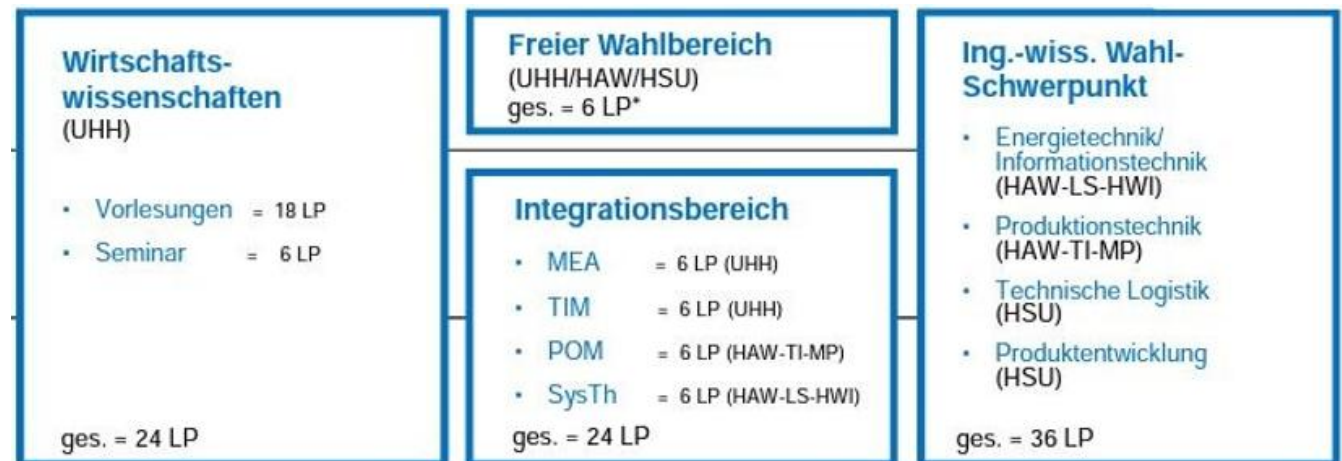 Wirtschafts-
wissenschaften
(UHH)
• Vorlesungen = 18 LP
• Seminar = 6 LP
ges. = 24 LP
Freier Wahlbereich
(UHH/HAW/HSU)
ges. = 6 LP*
Integrationsbereich
• MEA = 6 LP (UHH)
• TIM = 6 LP (UHH)
• POM = 6 LP (HAW-TI-MP)
• SysTh = 6 LP (HAW-LS-HWI)
ges. = 24 LP
Ing.-wiss. Wahl-
Schwerpunkt
• Energietechnik/
Informationstechnik
(HAW-LS-HWI)
• Produktionstechnik
(HAW-TI-MP)
• Technische Logistik
(HSU)
• Produktentwicklung
(HSU)
ges. = 36 LP